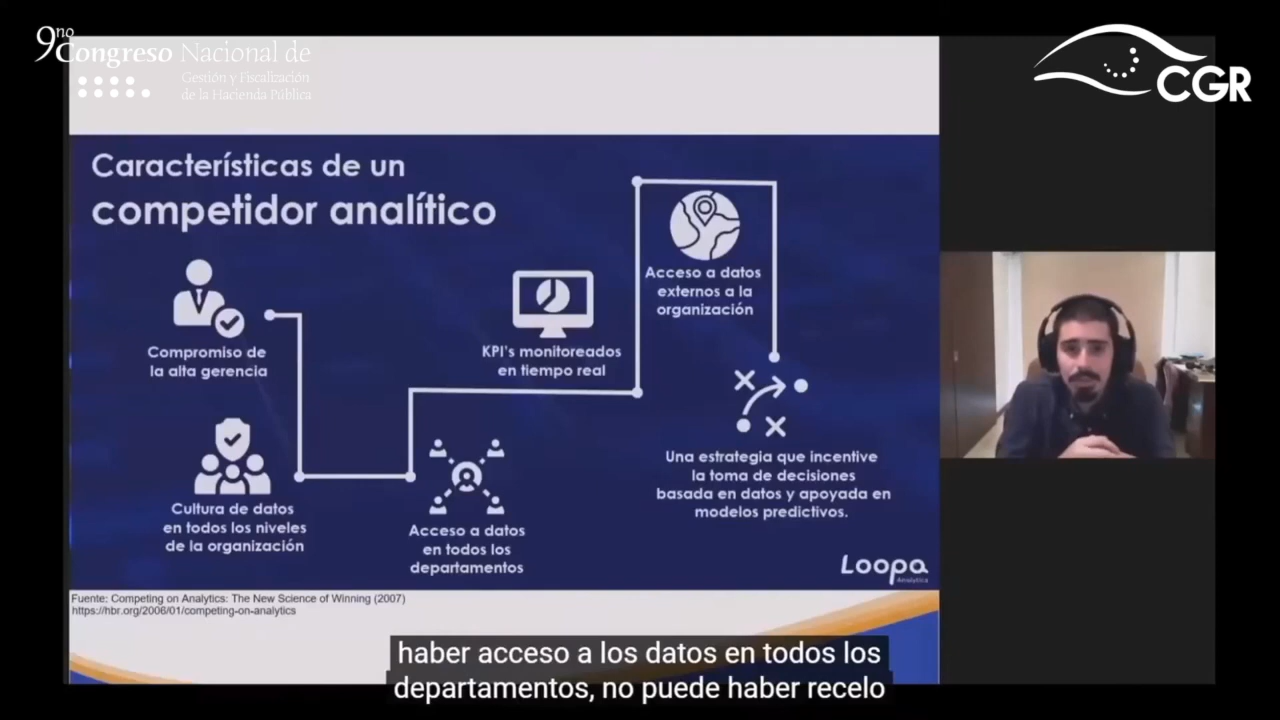 9no
Congreso Nacional de
Gestión y Fiscalización
de la Hacienda Pública
CGR
Características de un
competidor analítico
Compromiso de
la alta gerencia
Cultura de datos
en todos los niveles
de la organización
Acceso a datos
en todos los
departamentos
KPI's monitoreados
en tiempo real
Acceso a datos
externos a la
organización
Una estrategia que incentive
la toma de decisiones
basada en datos y apoyada en
modelos predictivos.
Loopa
Analytics
Fuente: Competing on Analytics: The New Science of Winning (2007)
https://hbr.org/2006/01/competing-on-analytics
haber acceso a los datos en todos los
departamentos, no puede haber recelo